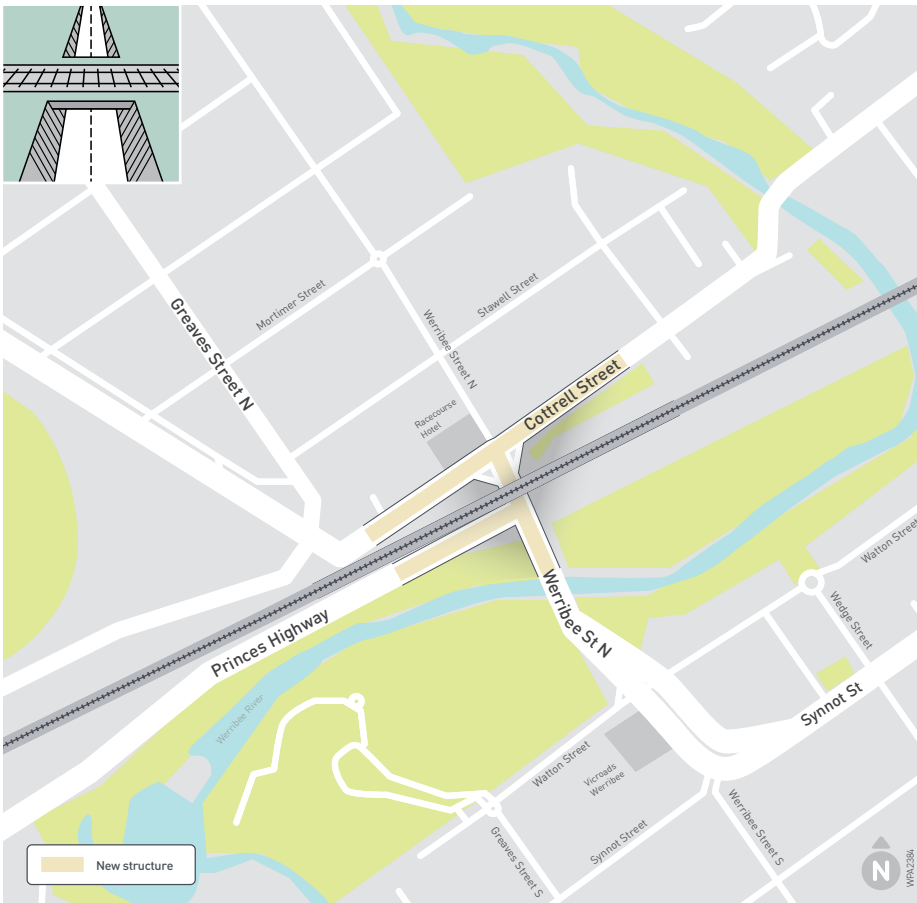 Greaves Street N
Mortimer Street
Stawell Street
Werribee Street N
Cottrell Street
Racecourse
Hotel
Watton Street
Werribee St N
Wedge Street
Princes Highway
Synnot St
Werribee River
Watton Street
Vicroads
Werribee
Werribee Street S
Synnot Street
Greaves Street S
New structure
N
WPA2384